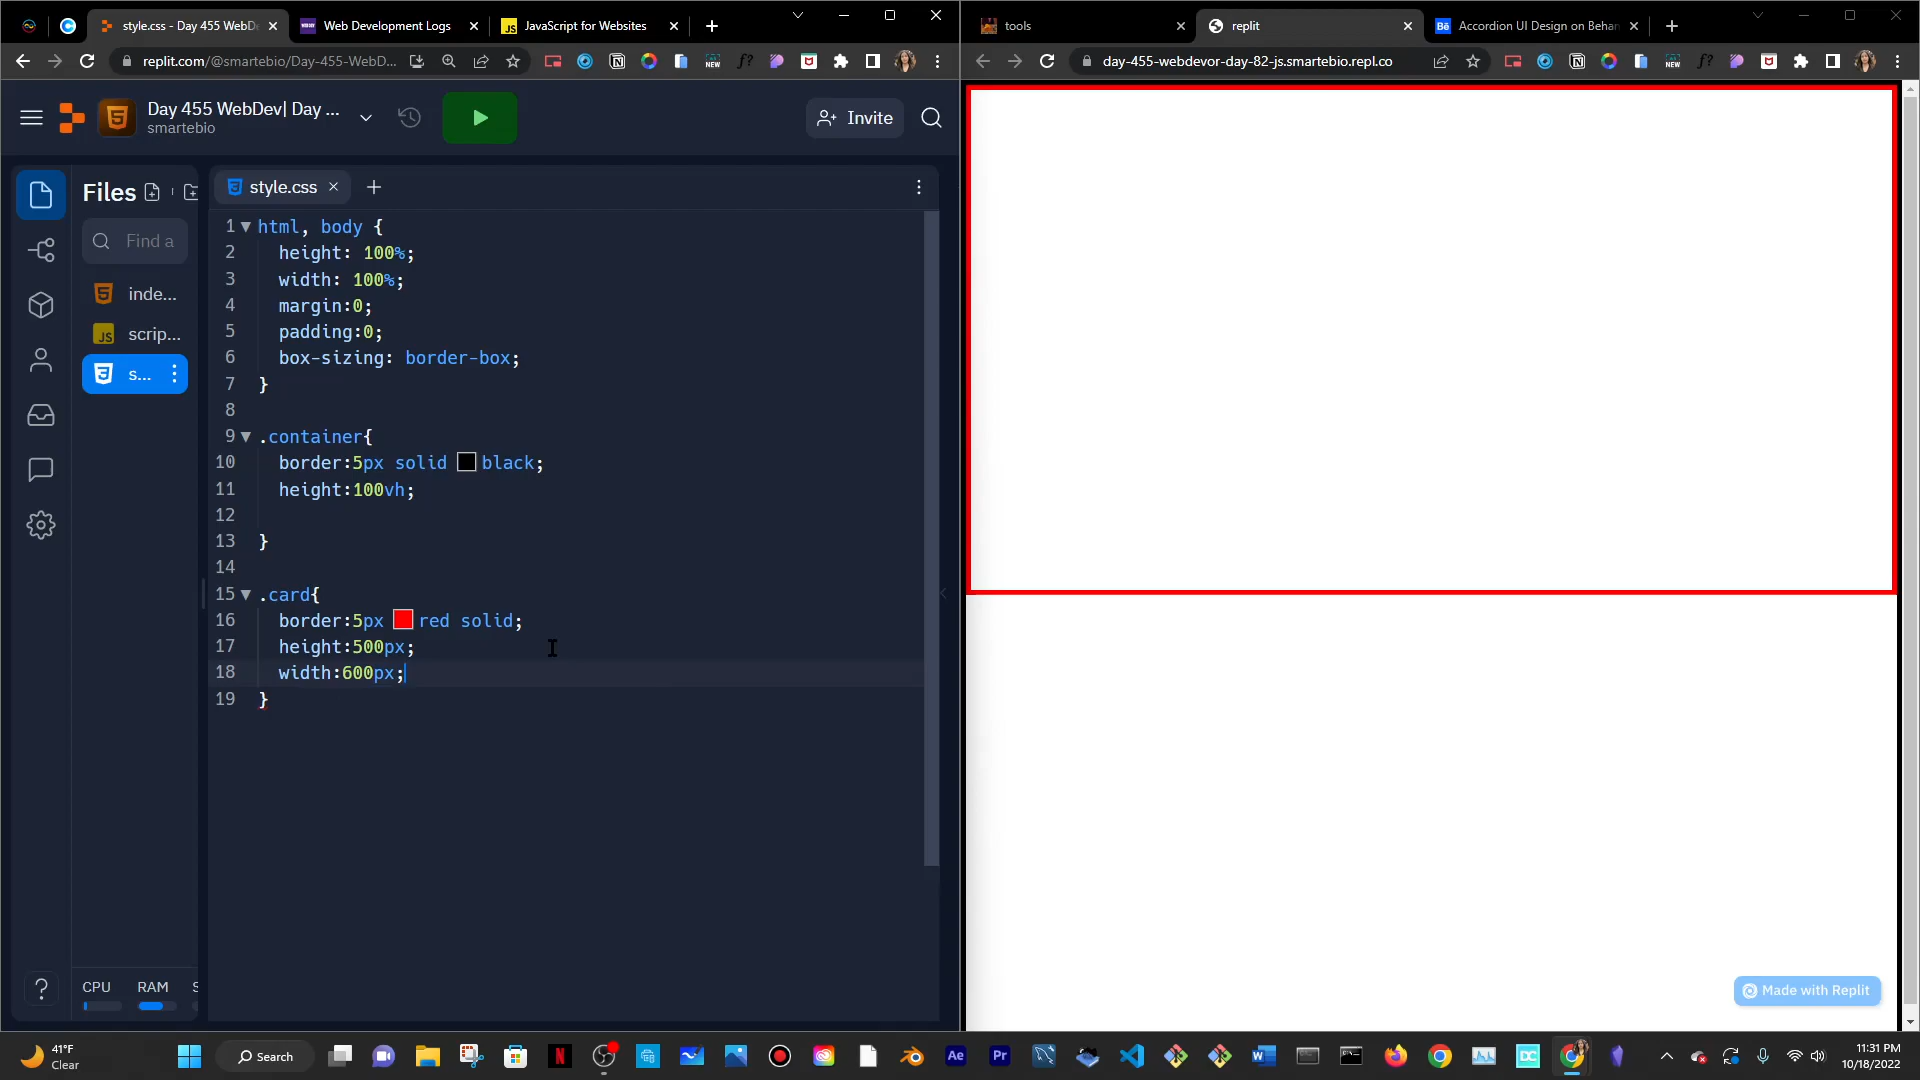 style.css - Day 455 WebD
Web Development Logs
JavaScript for Websites
tools
replit
Accordion UI Design on Behan
replit.com/@smartebio/Day-455-WebD...
day-455-webdevor-day-82-js.smartebio.repl.co
Day 455 WebDev| Day ...
smartebio
Invite
Files
Find a
inde...
scrip...
s...
style.css
1 html, body {
2 height: 100%;
3 width: 100%;
4 margin:0;
5 padding:0;
6 box-sizing: border-box;
7 }
8
9 .container{
10 border:5px solid black;
11 height:100vh;
12
13 }
14
15 .card{
16 border:5px red solid;
17 height:500px;
18 width:600px;
19 }
CPU RAM S
Made with Replit
41°F
Clear
Search
11:31 PM
10/18/2022